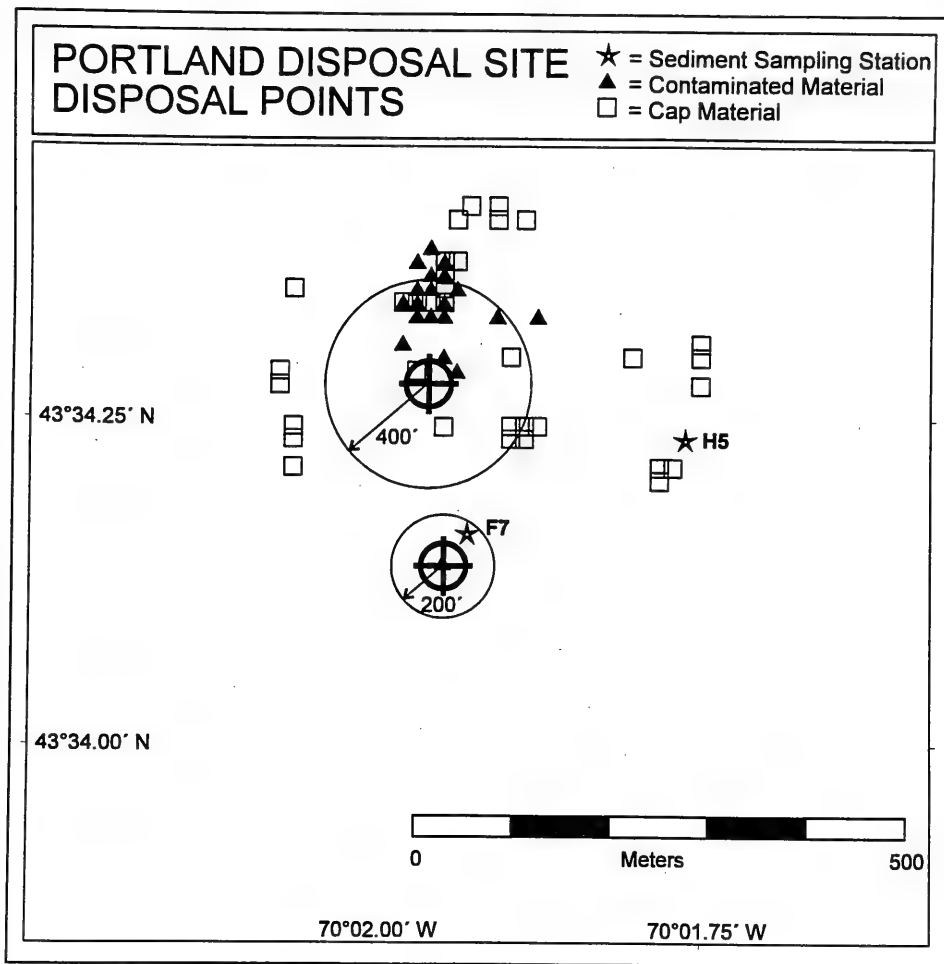 PORTLAND DISPOSAL SITE
DISPOSAL POINTS
= Sediment Sampling Station
= Contaminated Material
= Cap Material
43°34.25´ N
400´
H5
F7
200´
43°34.00´ N
0 Meters 500
70°02.00´ W 70°01.75´ W